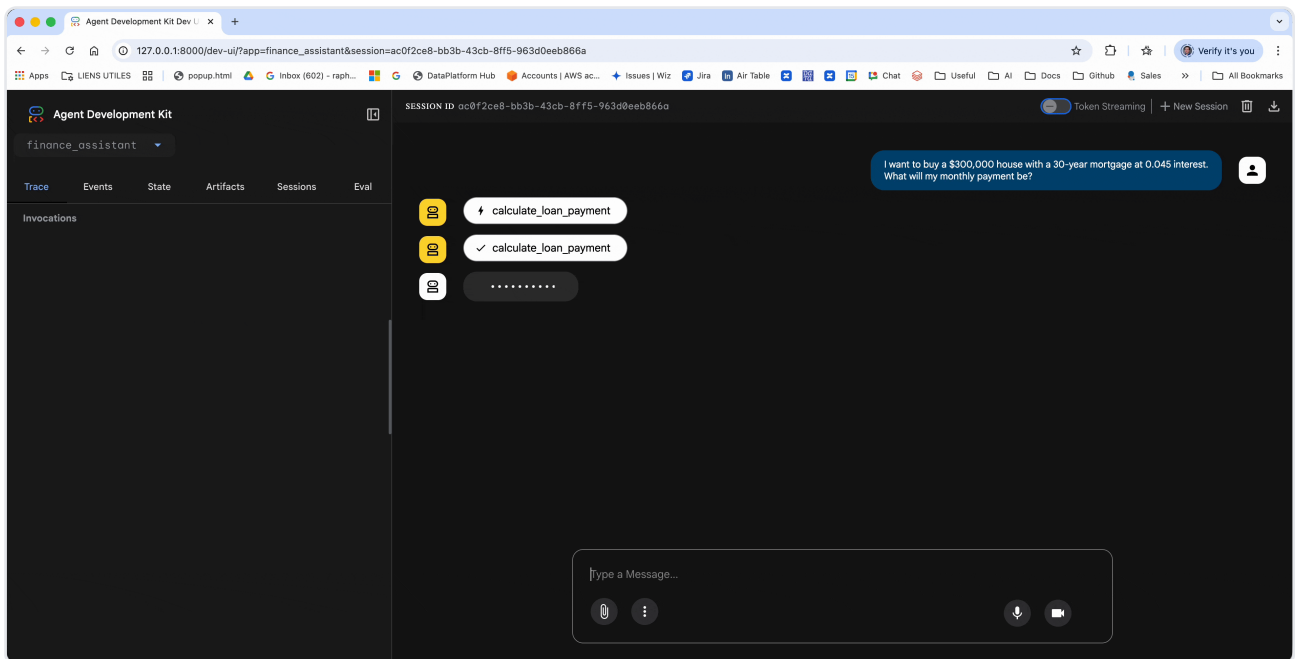 Agent Development Kit Dev U
127.0.0.1:8000/dev-ui/?app=finance_assistant&session=ac0f2ce8-bb3b-43cb-8ff5-963d0eeb866a
Verify it's you
Apps LIENS UTILES popup.html G Inbox (602) - raph... G DataPlatform Hub Accounts | AWS ac... Issues | Wiz Jira Air Table Chat Useful AI Docs Github Sales » All Bookmarks
Agent Development Kit
SESSION ID ac0f2ce8-bb3b-43cb-8ff5-963d0eeb866a
Token Streaming
+ New Session
finance_assistant
Trace Events State Artifacts Sessions Eval
Invocations
I want to buy a $300,000 house with a 30-year mortgage at 0.045 interest.
What will my monthly payment be?
calculate_loan_payment
calculate_loan_payment
Type a Message...